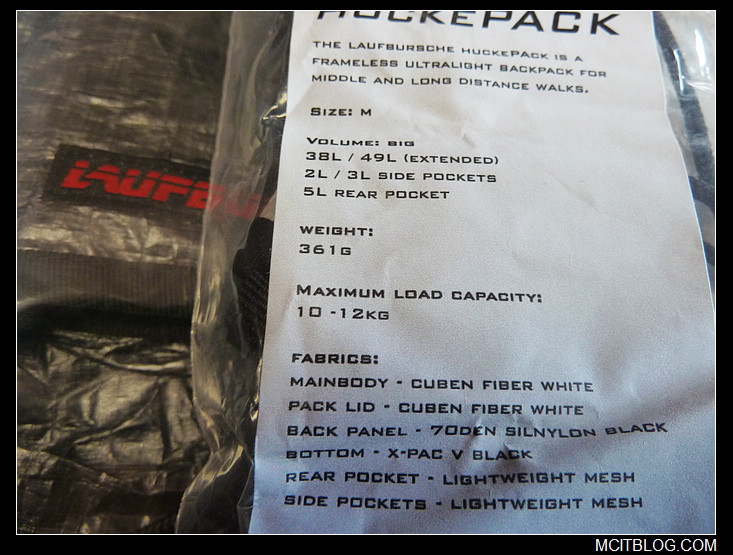 HUCKEPACK
THE LAUFBURSCHE HUCKEPACK IS A
FRAMELESS ULTRALIGHT BACKPACK FOR
MIDDLE AND LONG DISTANCE WALKS.
SIZE: M
VOLUME: BIG
38L / 49L (EXTENDED)
2L / 3L SIDE POCKETS
5L REAR POCKET
WEIGHT:
361G
MAXIMUM LOAD CAPACITY:
10 -12KG
FABRICS:
MAINBODY - CUBEN FIBER WHITE
PACK LID - CUBEN FIBER WHITE
BACK PANEL - 70DEN SILNYLON BLACK
BOTTOM - X-PAC V BLACK
REAR POCKET - LIGHTWEIGHT MESH
SIDE POCKETS - LIGHTWEIGHT MESH
LAUFBU
MCITBLOG.COM